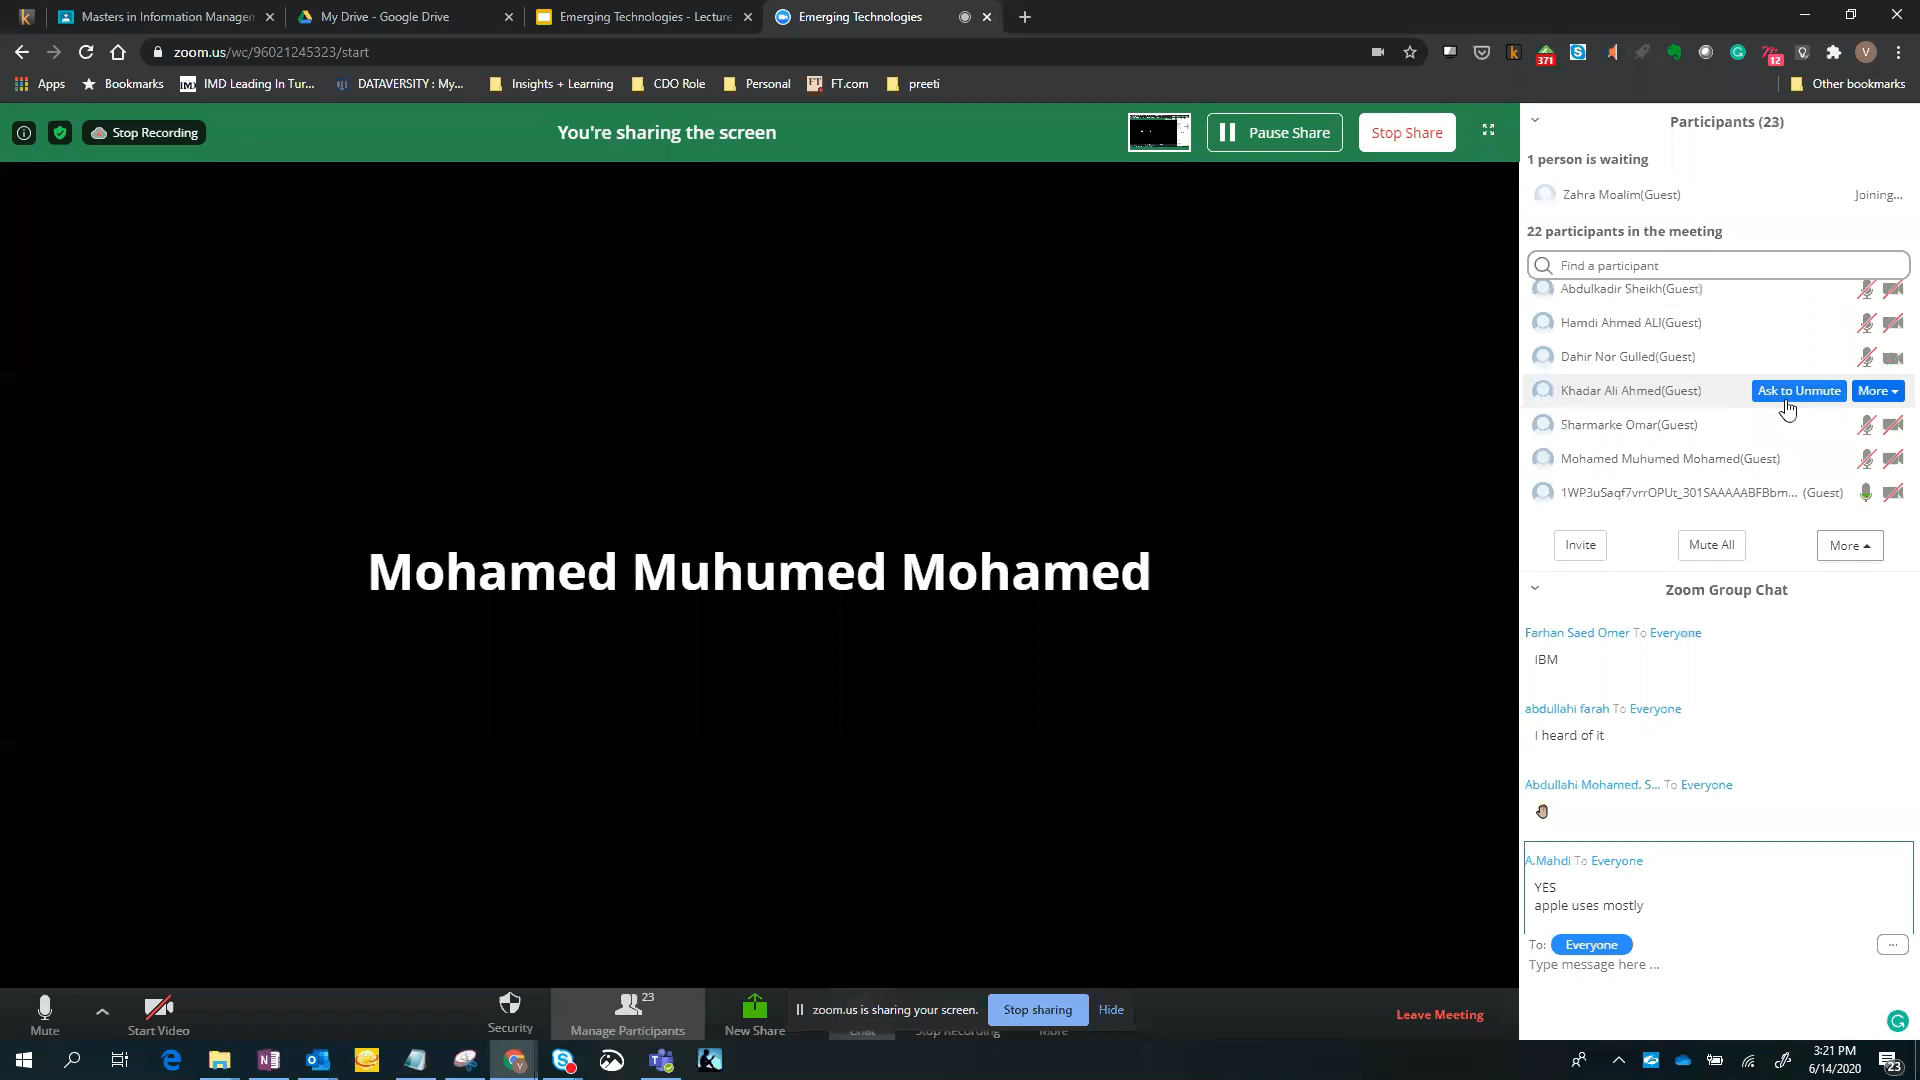 Masters in Information Managem
My Drive - Google Drive
Emerging Technologies - Lecture
Emerging Technologies
zoom.us/wc/96021245323/start
371
12
V
Apps
Bookmarks
IMD Leading In Tur...
DATAVERSITY : My...
Insights + Learning
CDO Role
Personal
FT.com
preeti
Other bookmarks
Stop Recording
You're sharing the screen
Pause Share
Stop Share
Participants (23)
1 person is waiting
Zahra Moalim(Guest)
Joining...
22 participants in the meeting
Find a participant
Abdulkadir Sheikh(Guest)
Hamdi Ahmed ALI(Guest)
Dahir Nor Gulled(Guest)
Khadar Ali Ahmed(Guest)
Ask to Unmute
More
Sharmarke Omar(Guest)
Mohamed Muhumed Mohamed(Guest)
1WP3uSaqf7vrrOPUt_301SAAAAABFBbm... (Guest)
Invite
Mute All
More
Mohamed Muhumed Mohamed
Zoom Group Chat
Farhan Saed Omer To Everyone
IBM
abdullahi farah To Everyone
I heard of it
Abdullahi Mohamed. S... To Everyone
A.Mahdi To Everyone
YES
apple uses mostly
To: Everyone
...
Type message here ...
Mute
Start Video
Security
23
Manage Participants
New Share
Chat
Stop Recording
More
zoom.us is sharing your screen.
Stop sharing
Hide
Leave Meeting
3:21 PM
6/14/2020
23